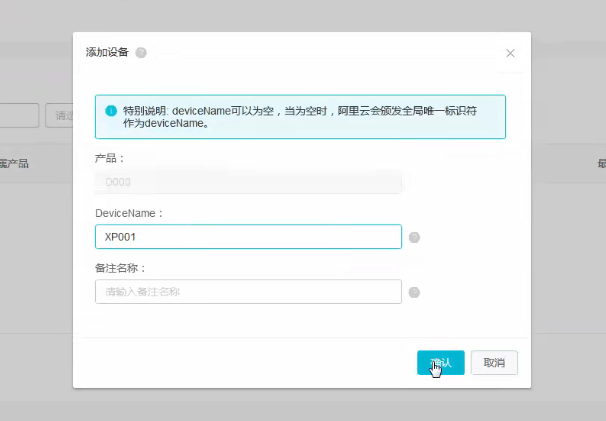 添加设备
请选
属产品
最
特别说明: deviceName可以为空，当为空时，阿里云会颁发全局唯一标识符
作为deviceName。
产品：
DeviceName：
XP001
备注名称：
请输入备注名称
确认
取消